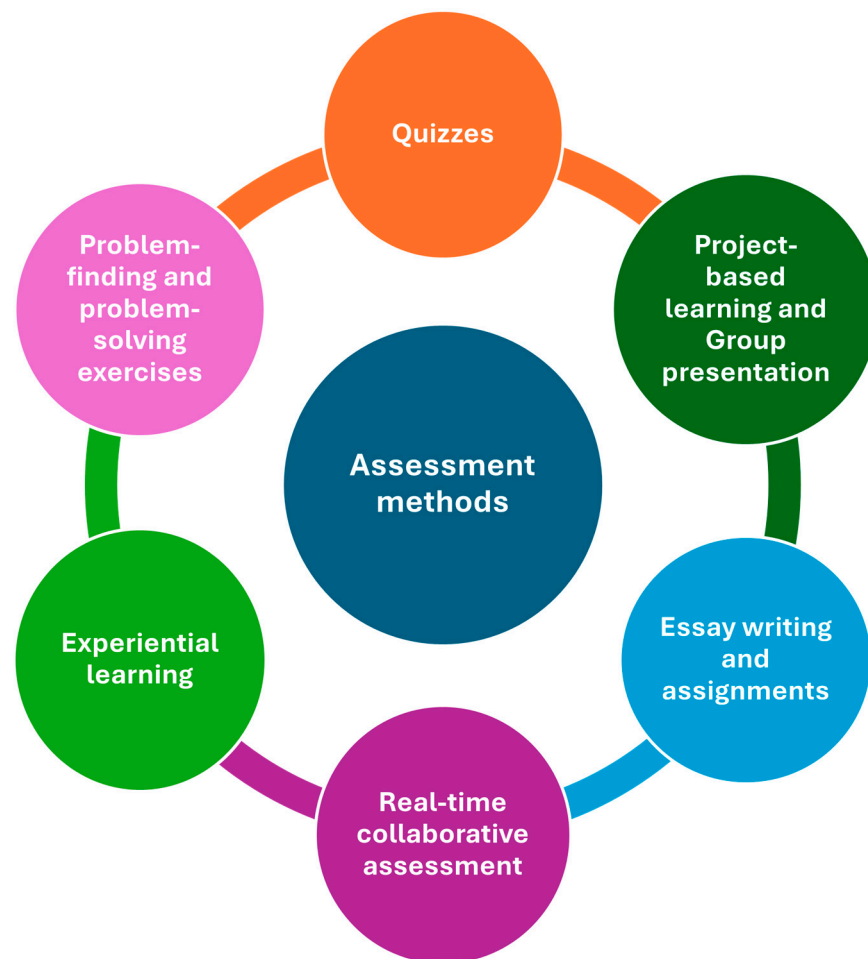 Quizzes
Problem-
finding and
problem-
solving
exercises
Project-
based
learning and
Group
presentation
Assessment
methods
Experiential
learning
Essay writing
and
assignments
Real-time
collaborative
assessment